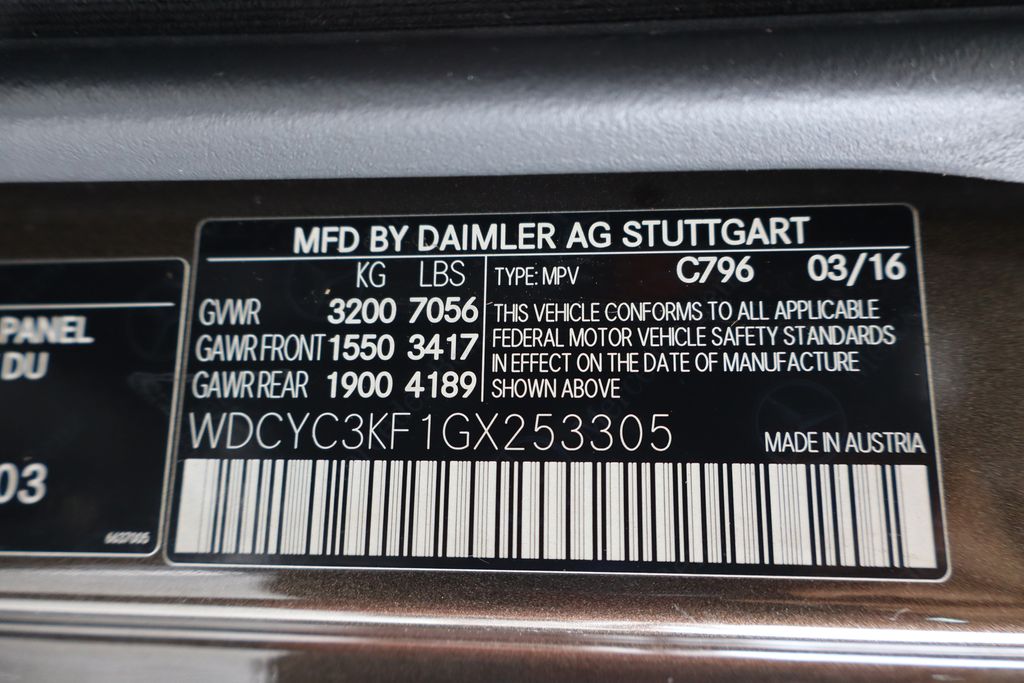 PANEL
DU
03
6437005
MFD BY DAIMLER AG STUTTGART
KG LBS
GVWR 3200 7056
GAWR FRONT 1550 3417
GAWR REAR 1900 4189
TYPE: MPV C796 03/16
THIS VEHICLE CONFORMS TO ALL APPLICABLE
FEDERAL MOTOR VEHICLE SAFETY STANDARDS
IN EFFECT ON THE DATE OF MANUFACTURE
SHOWN ABOVE
WDCYC3KF1GX253305
MADE IN AUSTRIA